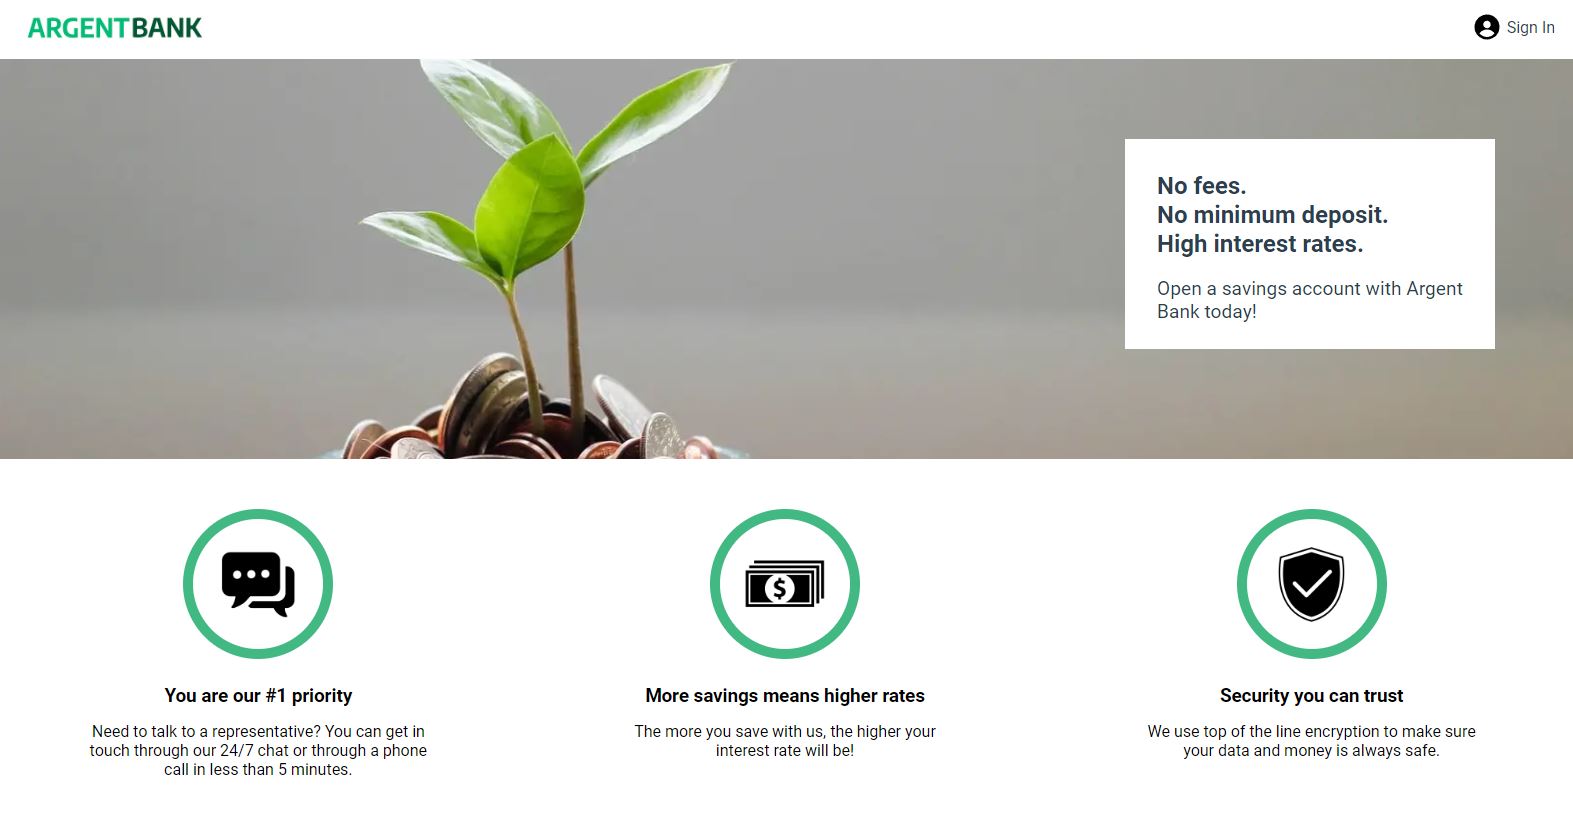 ARGENTBANK
Sign In
No fees.
No minimum deposit.
High interest rates.
Open a savings account with Argent
Bank today!
You are our #1 priority
Need to talk to a representative? You can get in
touch through our 24/7 chat or through a phone
call in less than 5 minutes.
$
More savings means higher rates
The more you save with us, the higher your
interest rate will be!
Security you can trust
We use top of the line encryption to make sure
your data and money is always safe.